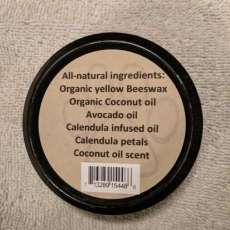 All-natural ingredients:
Organic yellow Beeswax
Organic Coconut oil
Avocado oil
Calendula infused oil
Calendula petals
Coconut oil scent